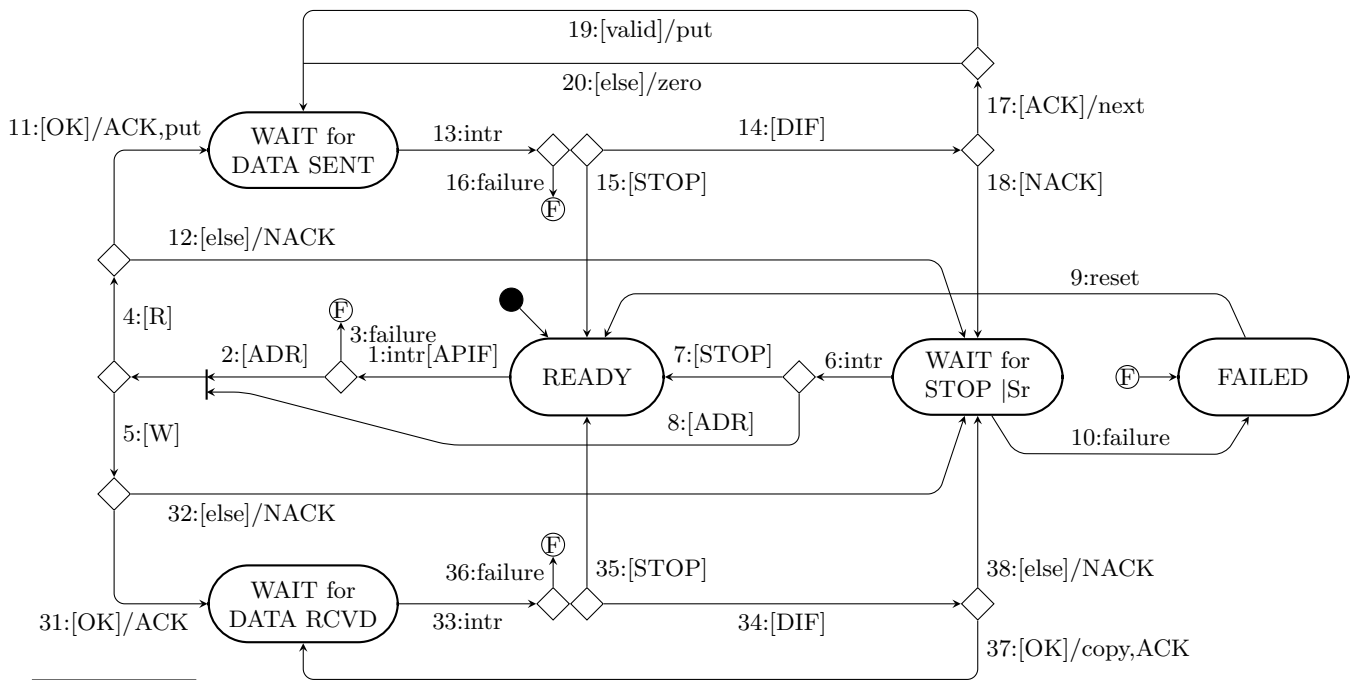 19:[valid]/put
20:[else]/zero
11:[OK]/ACK,put
WAIT for
DATA SENT
13:intr
14:[DIF]
17:[ACK]/next
16:failure
15:[STOP]
18:[NACK]
F
12:[else]/NACK
9:reset
4:[R]
F
3:failure
2:[ADR]
1:intr[APIF]
READY
7:[STOP]
6:intr
WAIT for
STOP |Sr
F
FAILED
8:[ADR]
5:[W]
10:failure
32:[else]/NACK
F
36:failure
35:[STOP]
38:[else]/NACK
WAIT for
DATA RCVD
31:[OK]/ACK
33:intr
34:[DIF]
37:[OK]/copy,ACK